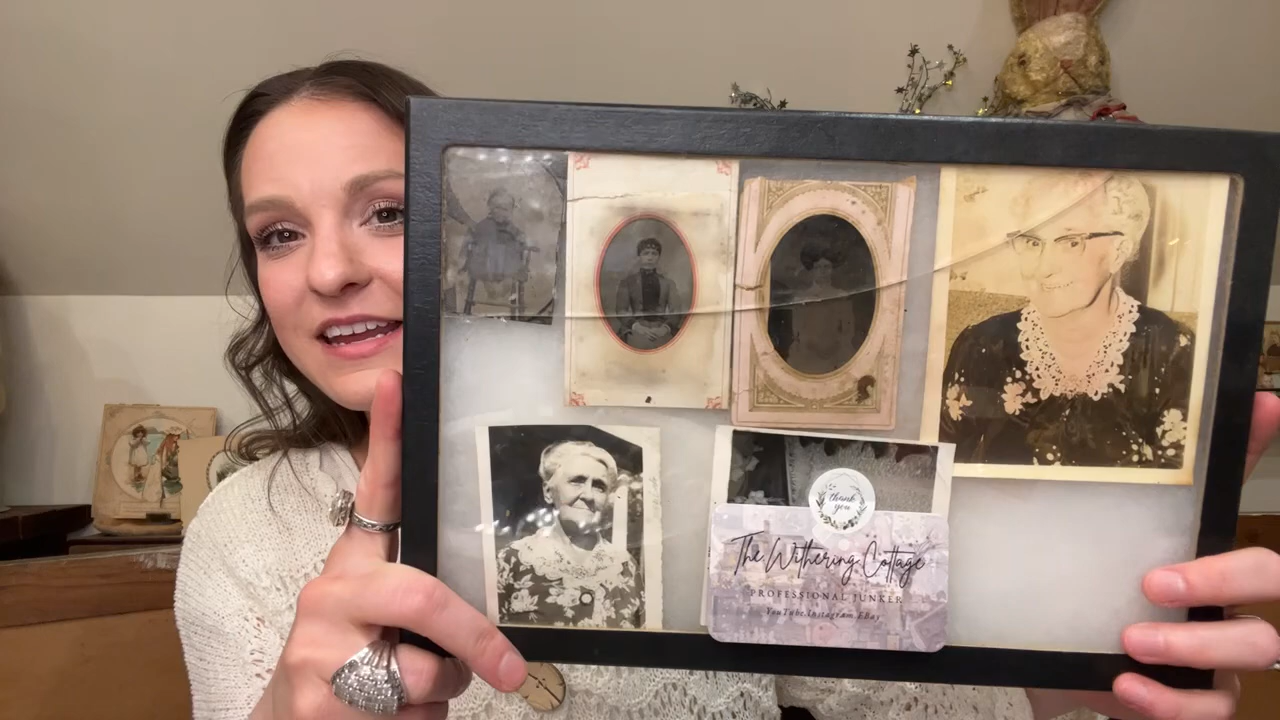 thank
you
The Withering Cottage
PROFESSIONAL JUNKER
YouTube.Instagram.EBay